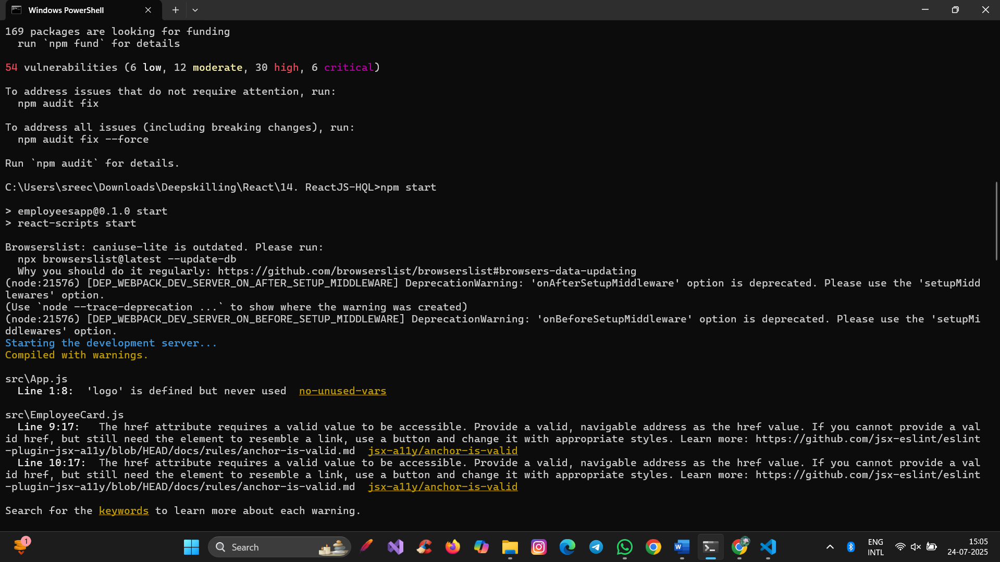 Windows PowerShell
169 packages are looking for funding
  run `npm fund` for details
54 vulnerabilities (6 low, 12 moderate, 30 high, 6 critical)
To address issues that do not require attention, run:
  npm audit fix
To address all issues (including breaking changes), run:
  npm audit fix --force
Run `npm audit` for details.
C:\Users\sreec\Downloads\Deepskilling\React\14. ReactJS-HQL>npm start
> employeesapp@0.1.0 start
> react-scripts start
Browserslist: caniuse-lite is outdated. Please run:
  npx browserslist@latest --update-db
  Why you should do it regularly: https://github.com/browserslist/browserslist#browsers-data-updating
(node:21576) [DEP_WEBPACK_DEV_SERVER_ON_AFTER_SETUP_MIDDLEWARE] DeprecationWarning: 'onAfterSetupMiddleware' option is deprecated. Please use the 'setupMidd
lewares' option.
(Use `node --trace-deprecation ...` to show where the warning was created)
(node:21576) [DEP_WEBPACK_DEV_SERVER_ON_BEFORE_SETUP_MIDDLEWARE] DeprecationWarning: 'onBeforeSetupMiddleware' option is deprecated. Please use the 'setupMi
ddlewares' option.
Starting the development server...
Compiled with warnings.
src\App.js
  Line 1:8:  'logo' is defined but never used  no-unused-vars
src\EmployeeCard.js
  Line 9:17:   The href attribute requires a valid value to be accessible. Provide a valid, navigable address as the href value. If you cannot provide a val
id href, but still need the element to resemble a link, use a button and change it with appropriate styles. Learn more: https://github.com/jsx-eslint/eslint
-plugin-jsx-a11y/blob/HEAD/docs/rules/anchor-is-valid.md  jsx-a11y/anchor-is-valid
  Line 10:17:  The href attribute requires a valid value to be accessible. Provide a valid, navigable address as the href value. If you cannot provide a val
id href, but still need the element to resemble a link, use a button and change it with appropriate styles. Learn more: https://github.com/jsx-eslint/eslint
-plugin-jsx-a11y/blob/HEAD/docs/rules/anchor-is-valid.md  jsx-a11y/anchor-is-valid
Search for the keywords to learn more about each warning.
1
Search
W
ENG
INTL
15:05
24-07-2025